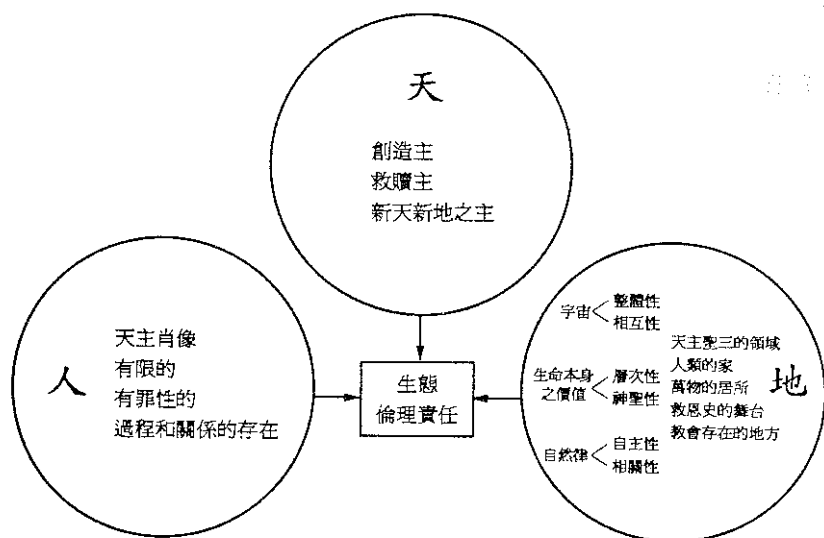 天
創造主
救贖主
新天新地之主
人
天主肖像
有限的
有罪性的
過程和關係的存在
生態
倫理責任
宇宙
整體性
相互性
生命本身
之價值
層次性
神聖性
自然律
自主性
相關性
天主聖三的領域
人類的家
萬物的居所
救恩史的舞台
教會存在的地方
地